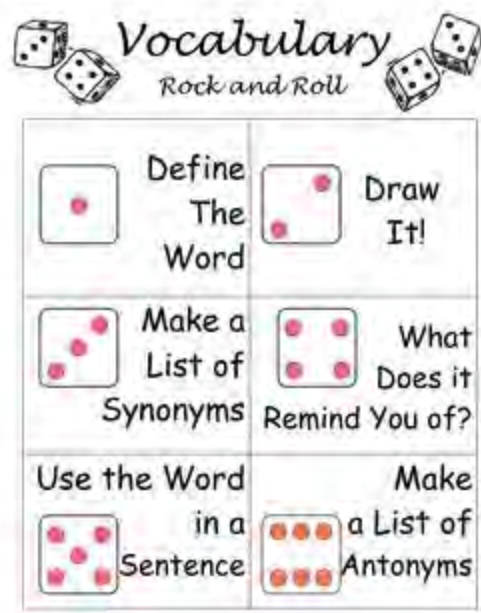 Vocabulary
Rock and Roll
Define
The
Word
Draw
It!
Make a
List of
Synonyms
What
Does it
Remind You of?
Use the Word
in a
Sentence
Make
a List of
Antonyms